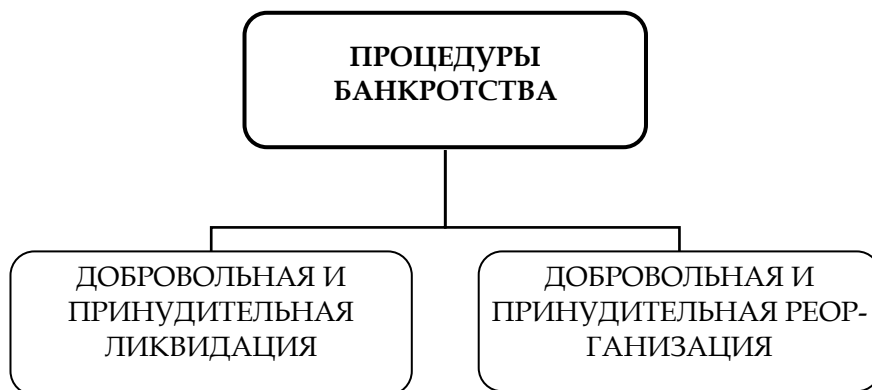 ПРОЦЕДУРЫ
БАНКРОТСТВА
ДОБРОВОЛЬНАЯ И
ПРИНУДИТЕЛЬНАЯ
ЛИКВИДАЦИЯ
ДОБРОВОЛЬНАЯ И
ПРИНУДИТЕЛЬНАЯ РЕОР-
ГАНИЗАЦИЯ